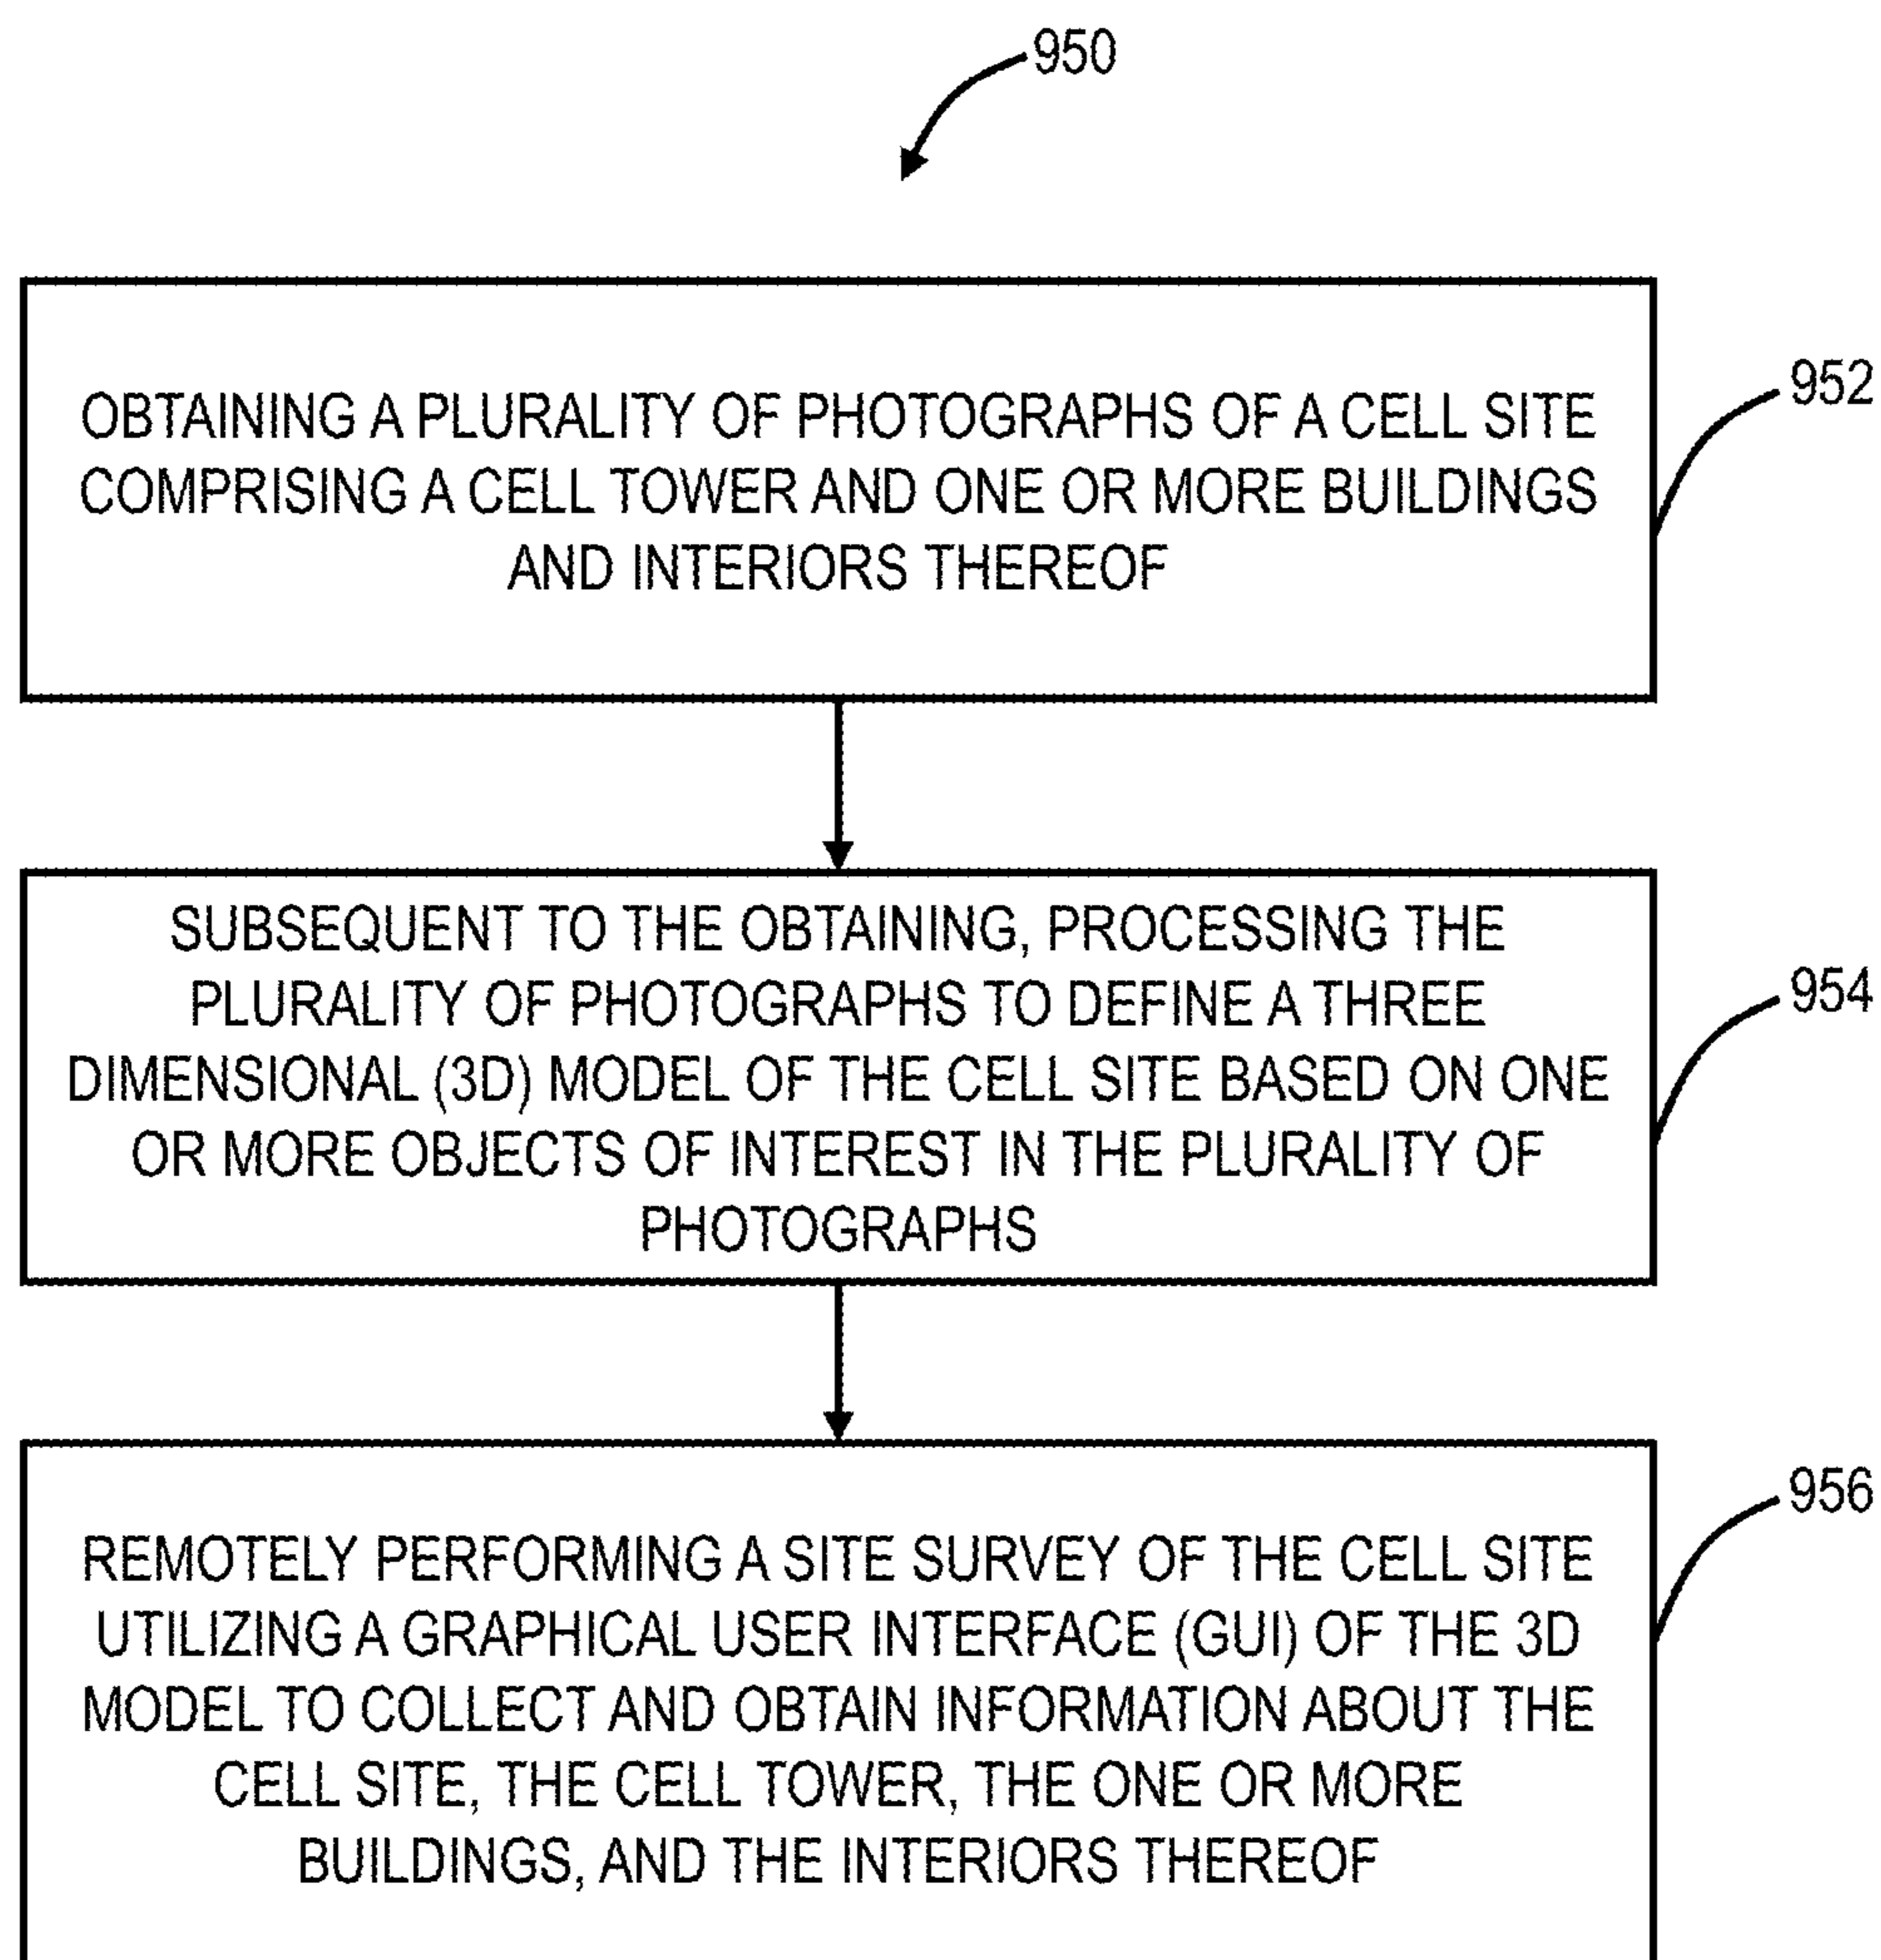 950
OBTAINING A PLURALITY OF PHOTOGRAPHS OF A CELL SITE
COMPRISING A CELL TOWER AND ONE OR MORE BUILDINGS
AND INTERIORS THEREOF
952
SUBSEQUENT TO THE OBTAINING, PROCESSING THE
PLURALITY OF PHOTOGRAPHS TO DEFINE A THREE
DIMENSIONAL (3D) MODEL OF THE CELL SITE BASED ON ONE
OR MORE OBJECTS OF INTEREST IN THE PLURALITY OF
PHOTOGRAPHS
954
REMOTELY PERFORMING A SITE SURVEY OF THE CELL SITE
UTILIZING A GRAPHICAL USER INTERFACE (GUI) OF THE 3D
MODEL TO COLLECT AND OBTAIN INFORMATION ABOUT THE
CELL SITE, THE CELL TOWER, THE ONE OR MORE
BUILDINGS, AND THE INTERIORS THEREOF
956